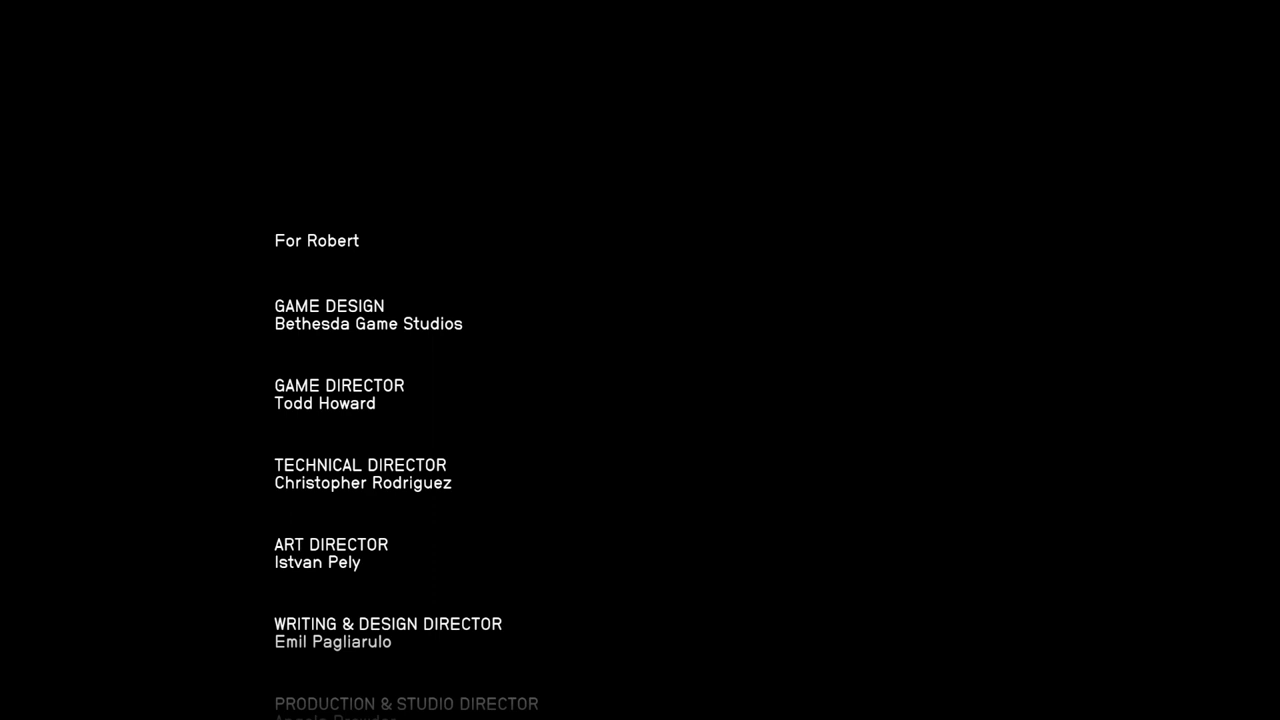 For Robert
GAME DESIGN
Bethesda Game Studios
GAME DIRECTOR
Todd Howard
TECHNICAL DIRECTOR
Christopher Rodriguez
ART DIRECTOR
Istvan Pely
WRITING & DESIGN DIRECTOR
Emil Pagliarulo
PRODUCTION & STUDIO DIRECTOR